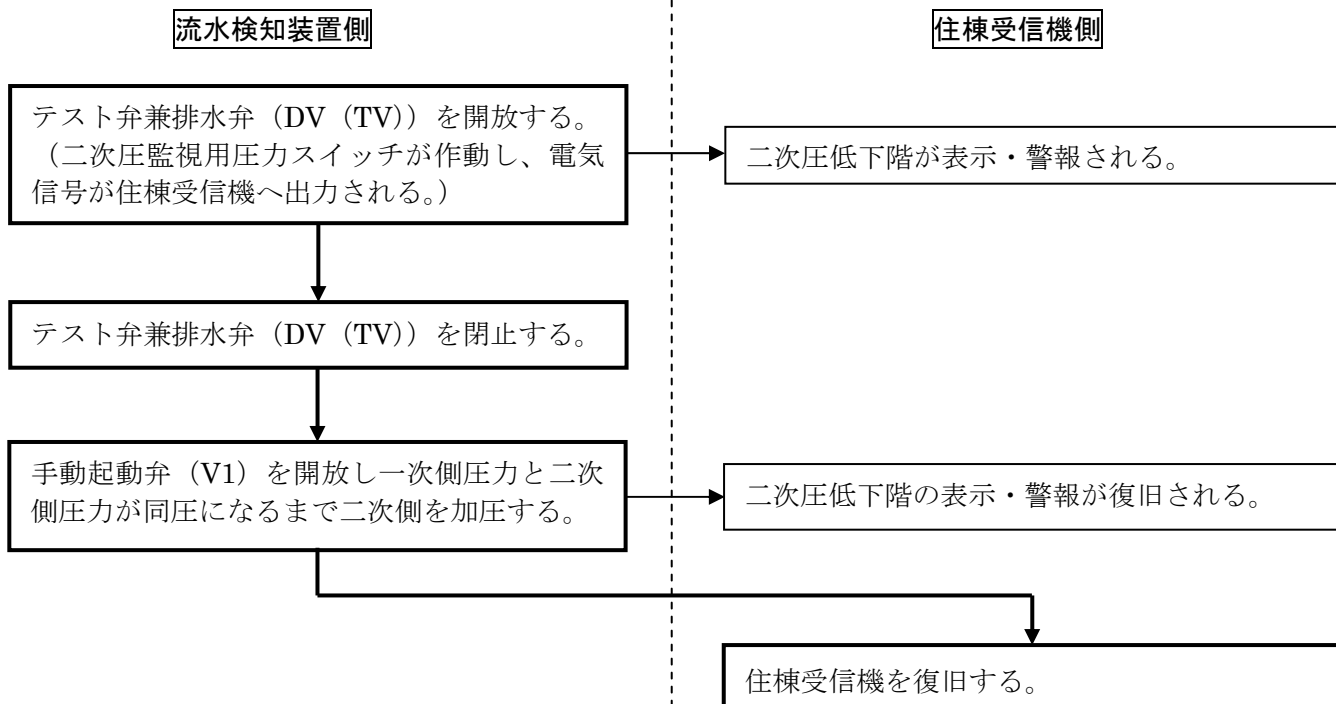 流水検知装置側
住棟受信機側
テスト弁兼排水弁（DV（TV））を開放する。
（二次圧監視用圧力スイッチが作動し、電気
信号が住棟受信機へ出力される。）
二次圧低下階が表示・警報される。
テスト弁兼排水弁（DV（TV））を閉止する。
手動起動弁（V1）を開放し一次側圧力と二次
側圧力が同圧になるまで二次側を加圧する。
二次圧低下階の表示・警報が復旧される。
住棟受信機を復旧する。